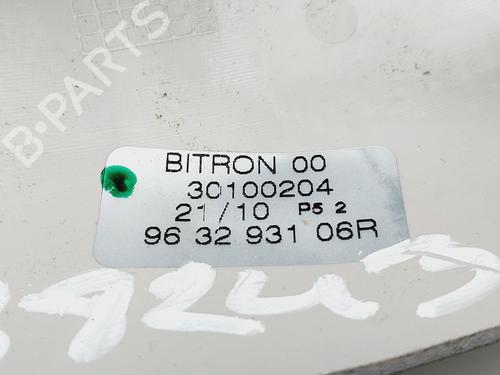 B-PARTS
BITRON 00
30100204
21/10 P5 2
96 32 931 06R